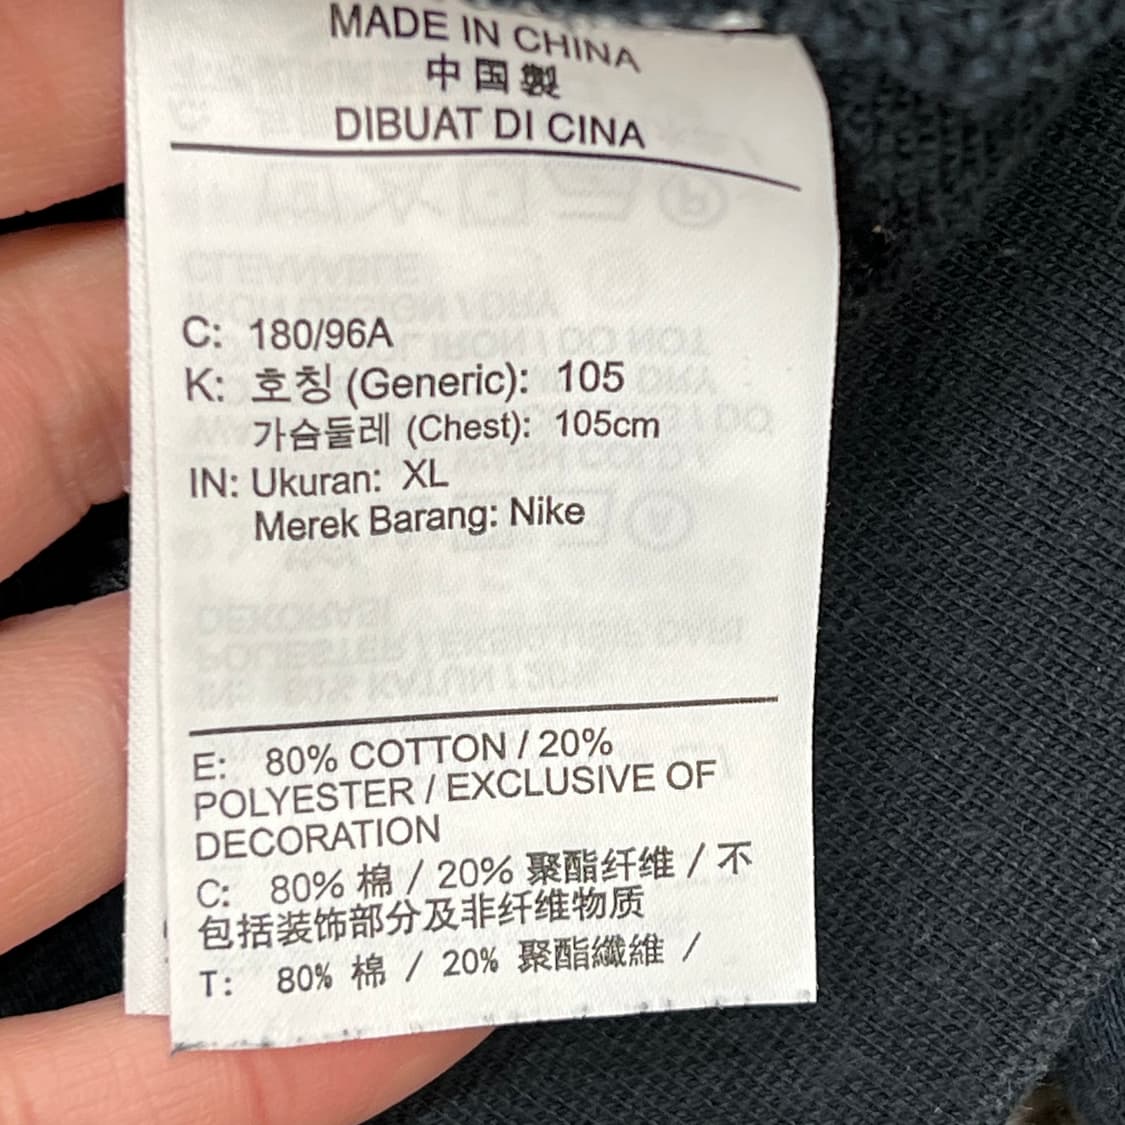 MADE IN CHINA
中国製
DIBUAT DI CINA
C: 180/96A
K: 호칭 (Generic): 105
가슴둘레 (Chest): 105cm
IN: Ukuran: XL
Merek Barang: Nike
E: 80% COTTON / 20%
POLYESTER / EXCLUSIVE OF
DECORATION
C: 80% 棉 / 20% 聚酯纤维 / 不
包括装饰部分及非纤维物质
T: 80% 棉 / 20% 聚酯纖維 /